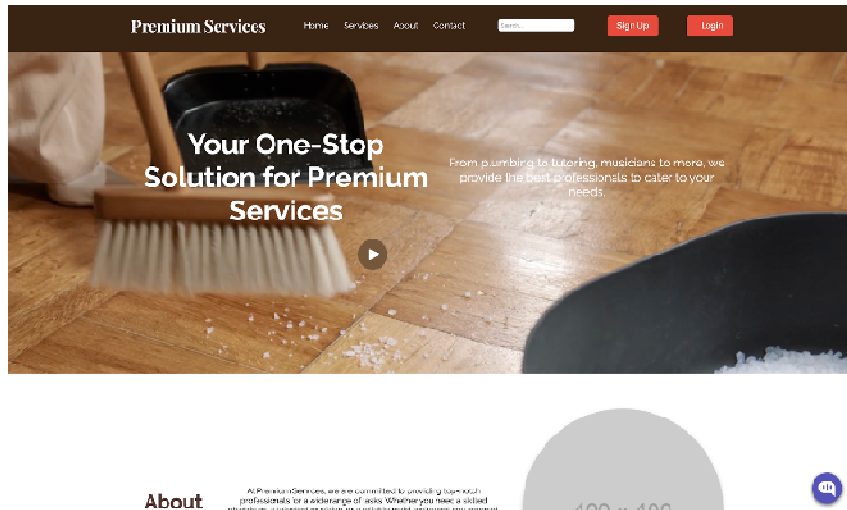 Premium Services
Home Services About Contact
Search...
Sign Up
Login
Your One-Stop
Solution for Premium
Services
From plumbing to tutoring, musicians to more, we
provide the best professionals to cater to your
needs.
About
At Premium Services, we are committed to providing top-notch
professionals for a wide range of tasks. Whether you need a skilled